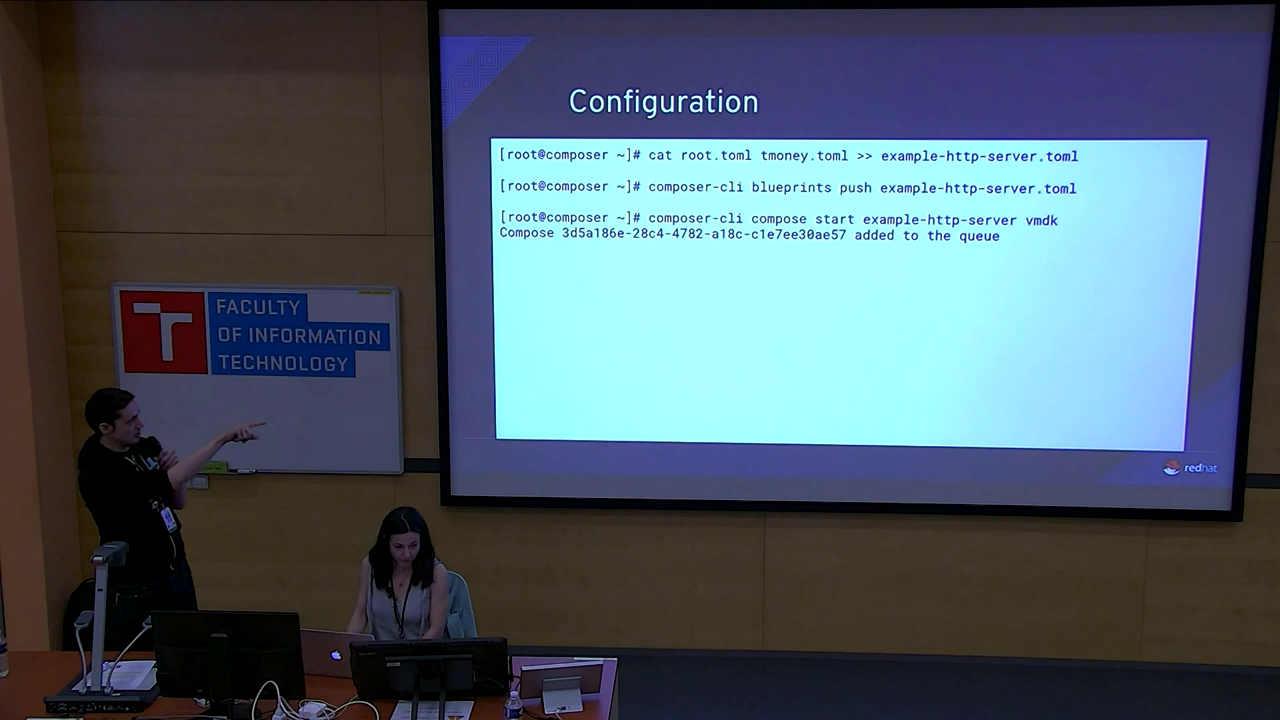 Configuration
[root@composer ~]# cat root.toml tmoney.toml >> example-http-server.toml
[root@composer ~]# composer-cli blueprints push example-http-server.toml
[root@composer ~]# composer-cli compose start example-http-server vmdk
Compose 3d5a186e-28c4-4782-a18c-c1e7ee30ae57 added to the queue
redhat
FACULTY
OF INFORMATION
TECHNOLOGY